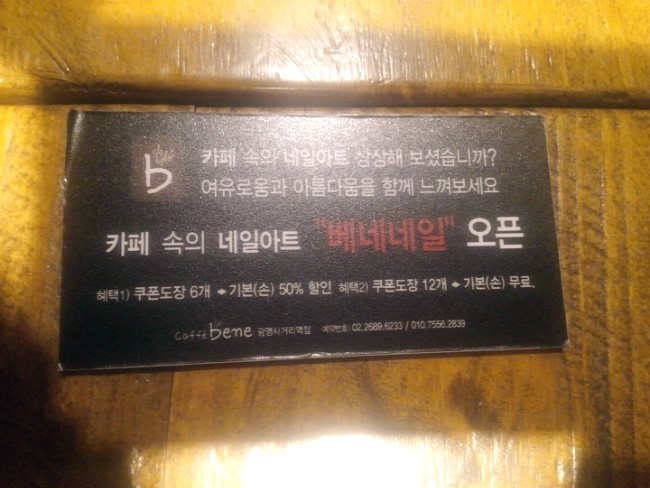 b
카페 속의 네일아트 상상해 보셨습니까?
여유로움과 아름다움을 함께 느껴보세요
카페 속의 네일아트 "베네네일" 오픈
혜택1) 쿠폰도장 6개 ➡ 기본(손) 50% 할인 혜택2) 쿠폰도장 12개 ➡ 기본(손) 무료.
Caffé bene 광명사거리역점 예약번호: 02.2689.6233 / 010.7556.2839